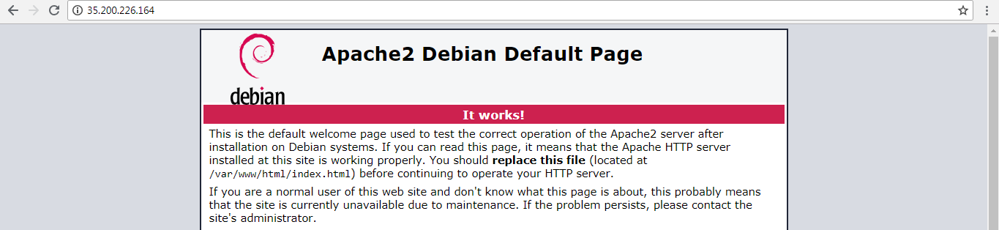 35.200.226.164
debian
Apache2 Debian Default Page
It works!
This is the default welcome page used to test the correct operation of the Apache2 server after
installation on Debian systems. If you can read this page, it means that the Apache HTTP server
installed at this site is working properly. You should replace this file (located at
/var/www/html/index.html) before continuing to operate your HTTP server.
If you are a normal user of this web site and don't know what this page is about, this probably means
that the site is currently unavailable due to maintenance. If the problem persists, please contact the
site's administrator.